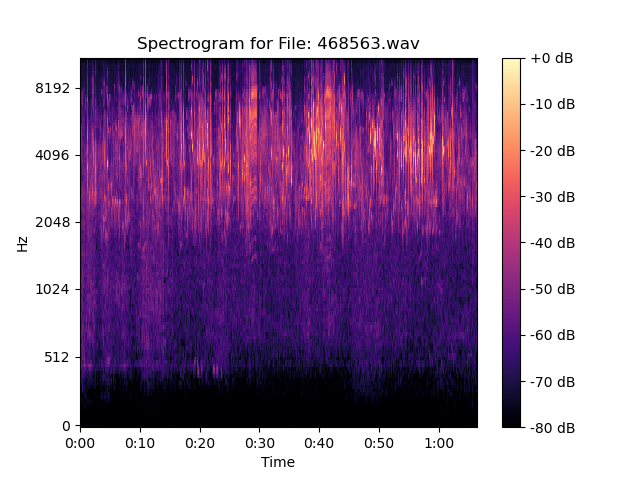 Spectrogram for File: 468563.wav
+0 dB
8192
-10 dB
4096
-20 dB
-30 dB
2048
Hz
-40 dB
1024
-50 dB
-60 dB
512
-70 dB
0
-80 dB
0:00 0:10 0:20 0:30 0:40 0:50 1:00
Time